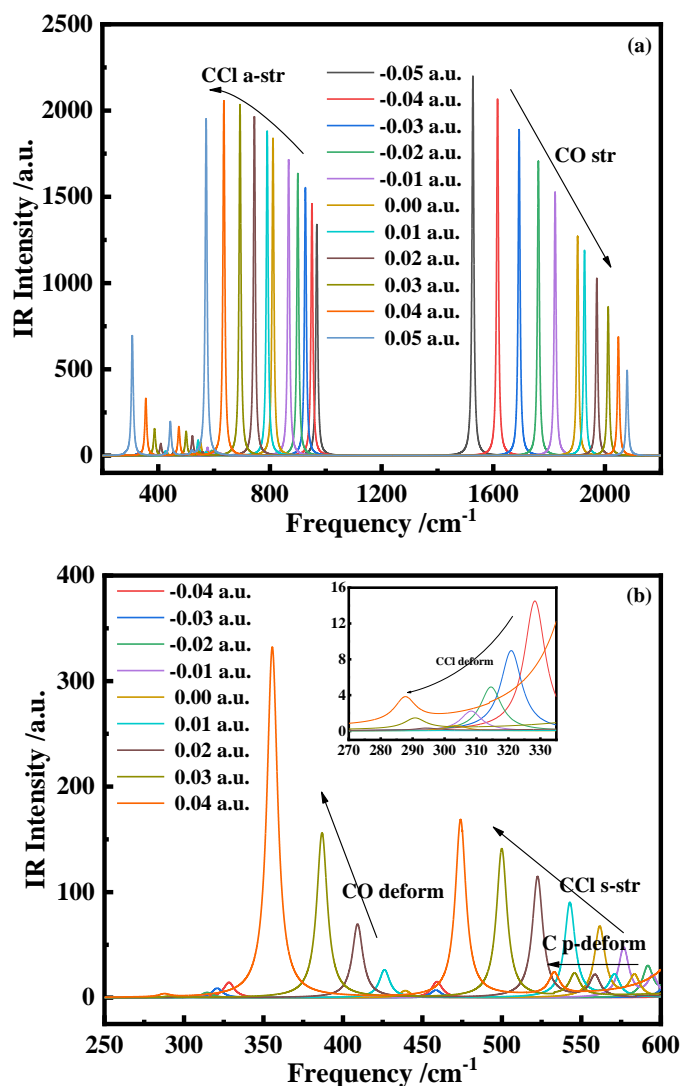 (a)
CCl a-str
CO str
-0.05 a.u.
-0.04 a.u.
-0.03 a.u.
-0.02 a.u.
-0.01 a.u.
0.00 a.u.
0.01 a.u.
0.02 a.u.
0.03 a.u.
0.04 a.u.
0.05 a.u.
2500
2000
1500
1000
500
0
IR Intensity /a.u.
400 800 1200 1600 2000
Frequency /cm⁻¹
(b)
-0.04 a.u.
-0.03 a.u.
-0.02 a.u.
-0.01 a.u.
0.00 a.u.
0.01 a.u.
0.02 a.u.
0.03 a.u.
0.04 a.u.
16
12
8
4
0
CCl deform
270 280 290 300 310 320 330
CO deform
CCl s-str
C p-deform
400
300
200
100
0
IR Intensity /a.u.
250 300 350 400 450 500 550 600
Frequency /cm⁻¹